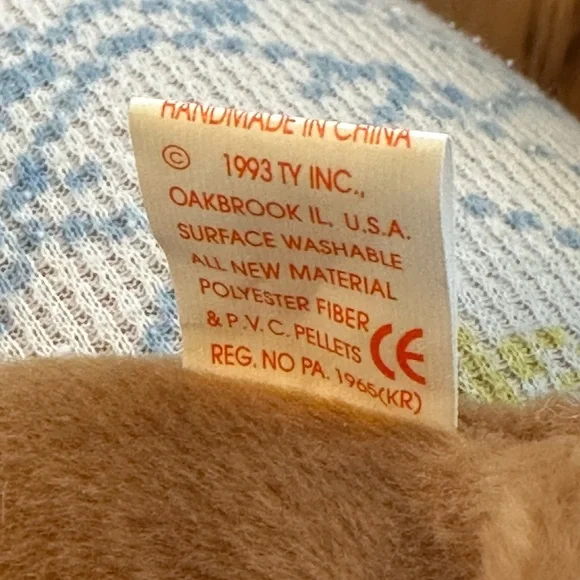 HANDMADE IN CHINA
© 1993 TY INC.,
OAKBROOK IL, U.S.A.
SURFACE WASHABLE
ALL NEW MATERIAL
POLYESTER FIBER
& P.V.C. PELLETS CE
REG. NO PA. 1965(KR)